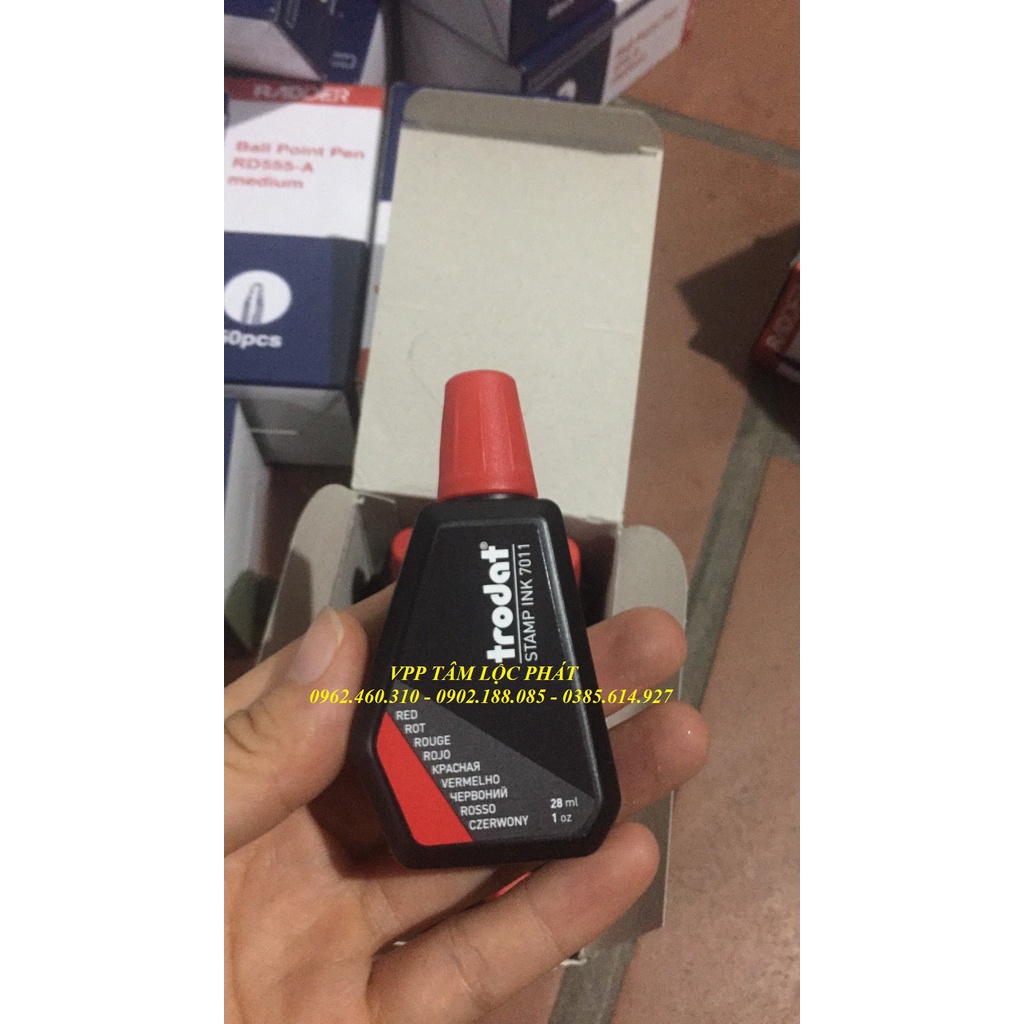 RADDER
Ball Point Pen
RD555-A
medium
50pcs
trodat®
STAMP INK 7011
VPP TÂM LỘC PHÁT
0962.460.310 - 0902.188.085 - 0385.614.927
RED
ROT
ROUGE
ROJO
КРАСНАЯ
VERMELHO
ЧЕРВОНИЙ
ROSSO
CZERWONY
28 ml
1 oz